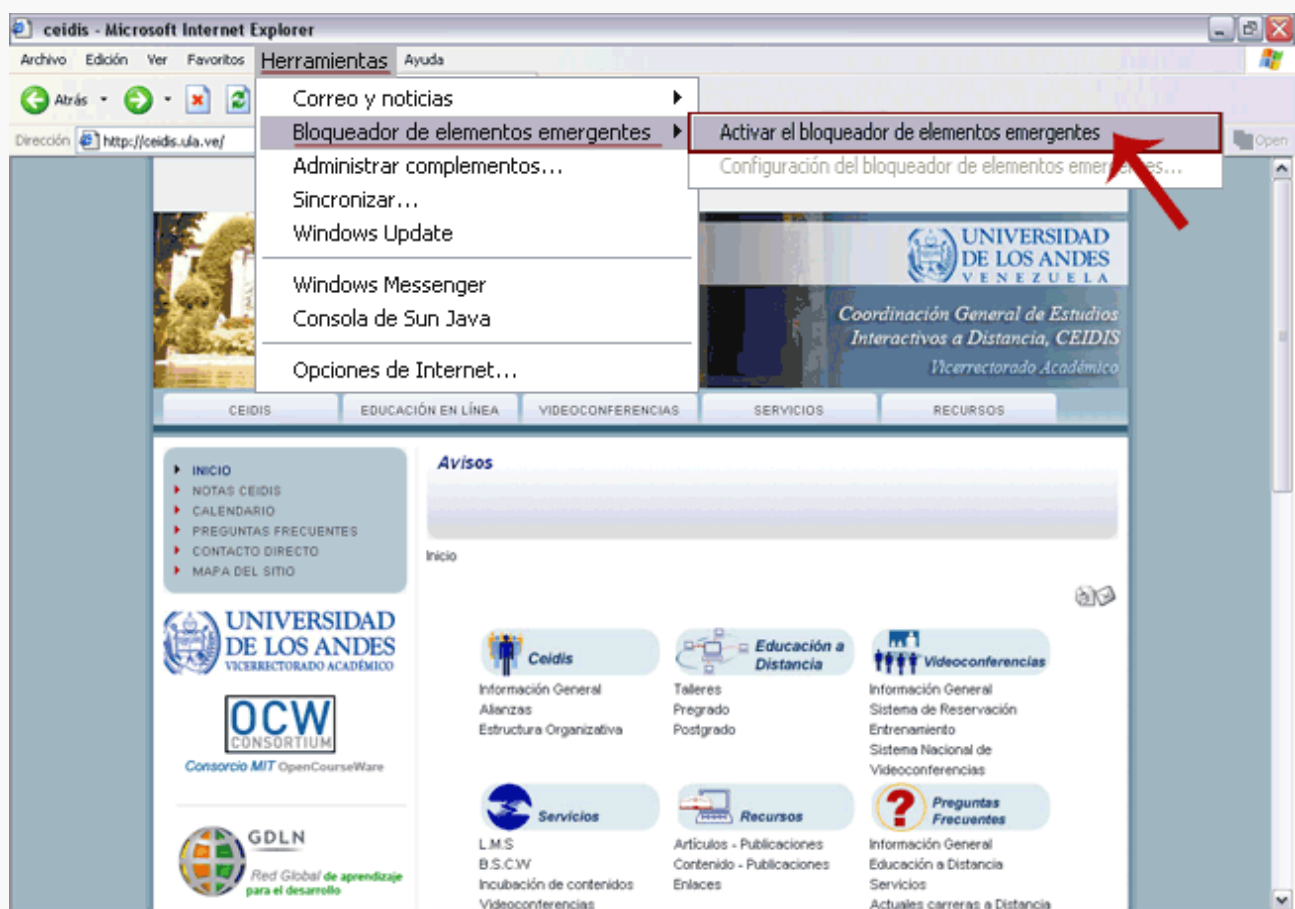 ceidis - Microsoft Internet Explorer
Archivo Edición Ver Favoritos Herramientas Ayuda
Atrás
Correo y noticias
Bloqueador de elementos emergentes
Activar el bloqueador de elementos emergentes
Dirección http://ceidis.ula.ve/
Open
Administrar complementos...
Configuración del bloqueador de elementos emergentes...
Sincronizar...
Windows Update
Windows Messenger
Consola de Sun Java
Opciones de Internet...
UNIVERSIDAD
DE LOS ANDES
VENEZUELA
Coordinación General de Estudios
Interactivos a Distancia, CEIDIS
Vicerrectorado Académico
CEIDIS EDUCACIÓN EN LÍNEA VIDEOCONFERENCIAS SERVICIOS RECURSOS
INICIO
NOTAS CEIDIS
CALENDARIO
PREGUNTAS FRECUENTES
CONTACTO DIRECTO
MAPA DEL SITIO
UNIVERSIDAD
DE LOS ANDES
VICERRECTORADO ACADÉMICO
OCW
CONSORTIUM
Consorcio MIT OpenCourseWare
GDLN
Red Global de aprendizaje
para el desarrollo
Avisos
Inicio
Ceidis
Información General
Alianzas
Estructura Organizativa
Educación a
Distancia
Talleres
Pregrado
Postgrado
Videoconferencias
Información General
Sistema de Reservación
Entrenamiento
Sistema Nacional de
Videoconferencias
Servicios
L.M.S
B.S.C.W
Incubación de contenidos
Videoconferencias
Recursos
Artículos - Publicaciones
Contenido - Publicaciones
Enlaces
Preguntas
Frecuentes
Información General
Educación a Distancia
Servicios
Actuales carreras a Distancia